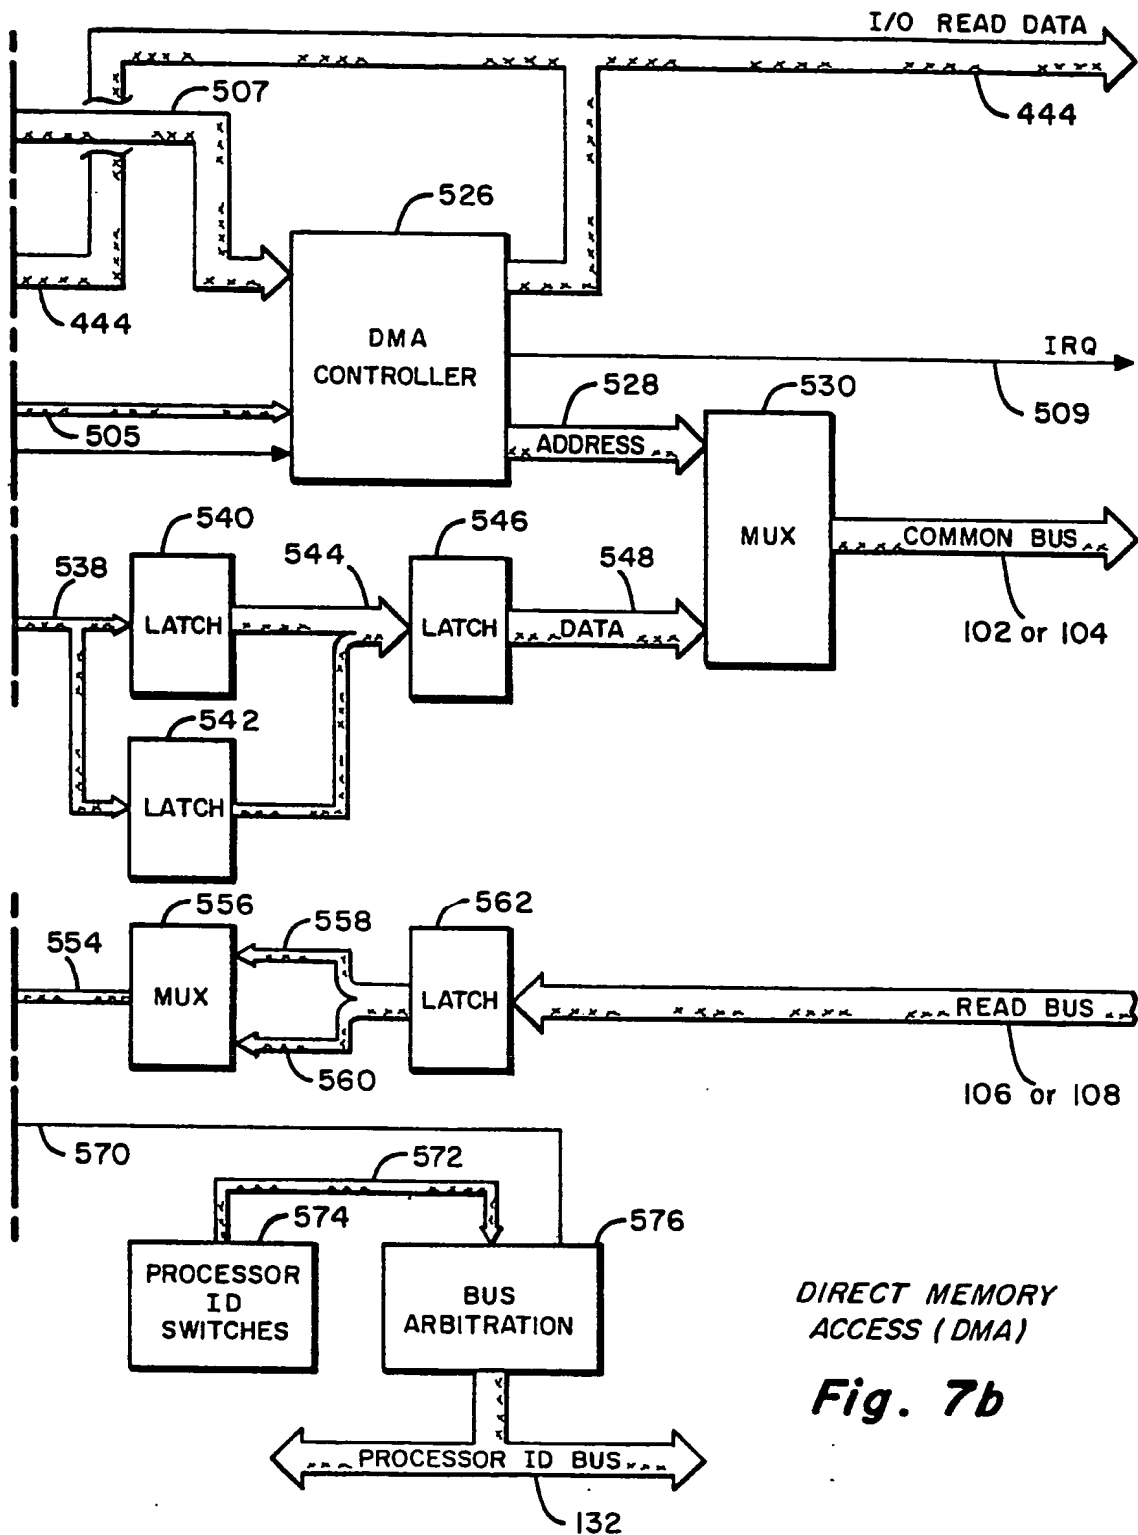 I/O READ DATA
507
444
526
444
DMA
CONTROLLER
IRQ
528
530
509
505
ADDRESS
540
546
MUX
COMMON BUS
538
544
548
LATCH
LATCH
DATA
102 or 104
542
LATCH
556
558
562
554
MUX
LATCH
READ BUS
560
106 or 108
570
572
574
576
PROCESSOR
ID
SWITCHES
BUS
ARBITRATION
DIRECT MEMORY
ACCESS (DMA)
Fig. 7b
PROCESSOR ID BUS
132